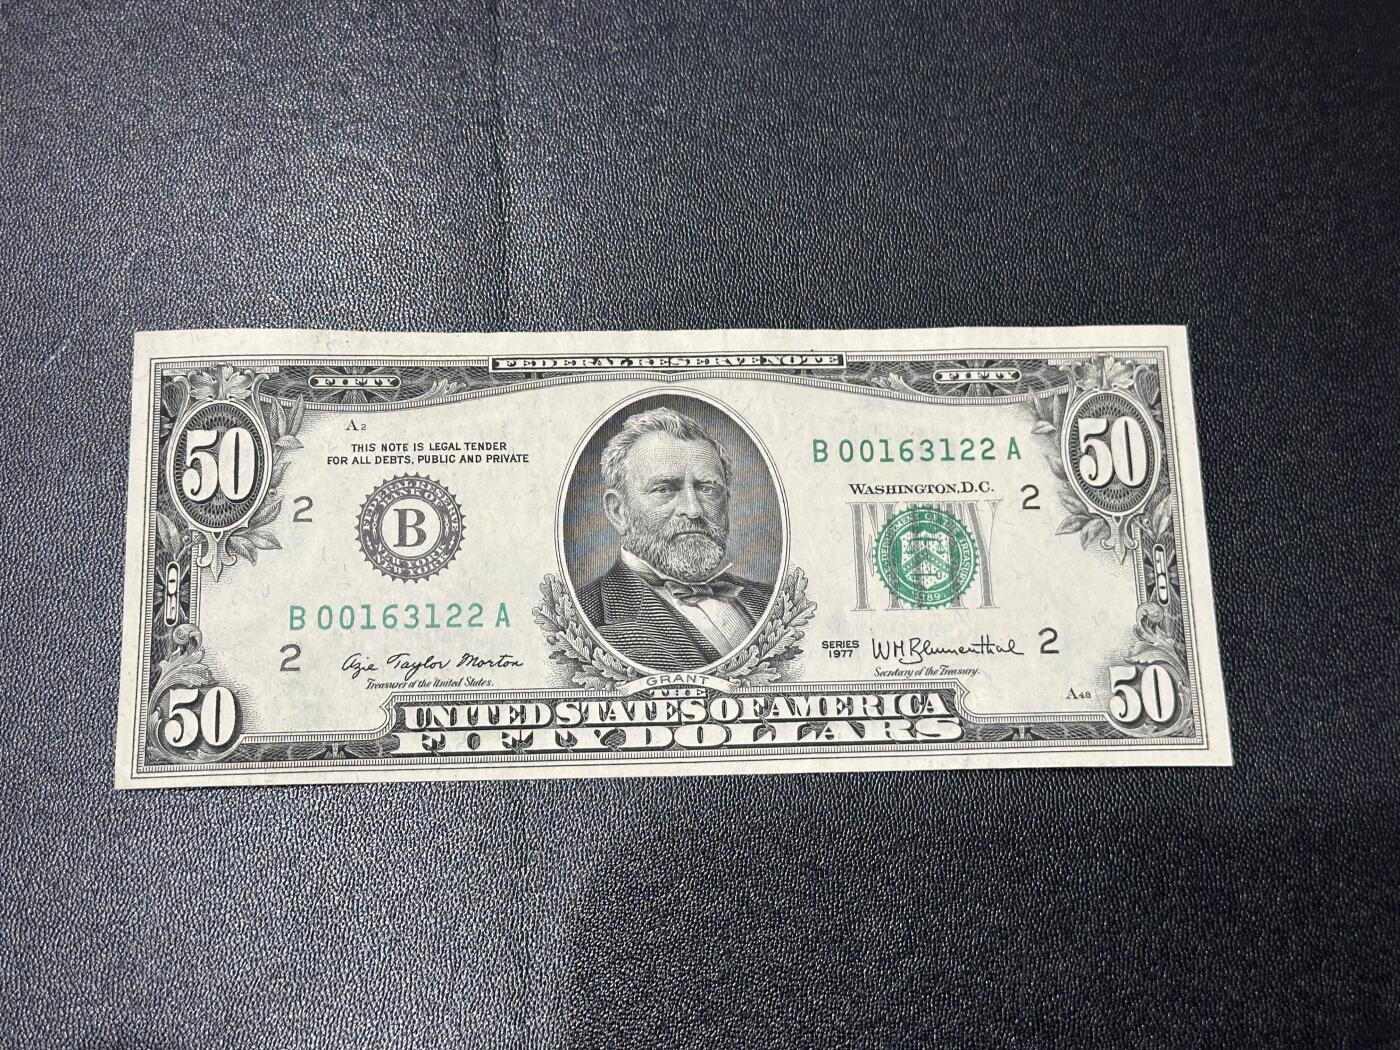 FEDERAL RESERVE NOTE
FIFTY
FIFTY
50
50
A2
THIS NOTE IS LEGAL TENDER
FOR ALL DEBTS, PUBLIC AND PRIVATE
B 00163122 A
WASHINGTON, D.C.
2
2
B
B 00163122 A
2
2
Azie Taylor Morton
Treasurer of the United States.
SERIES
1977
W M Blumenthal
Secretary of the Treasury.
GRANT
A48
50
50
THE
UNITED STATES OF AMERICA
FIFTY DOLLARS